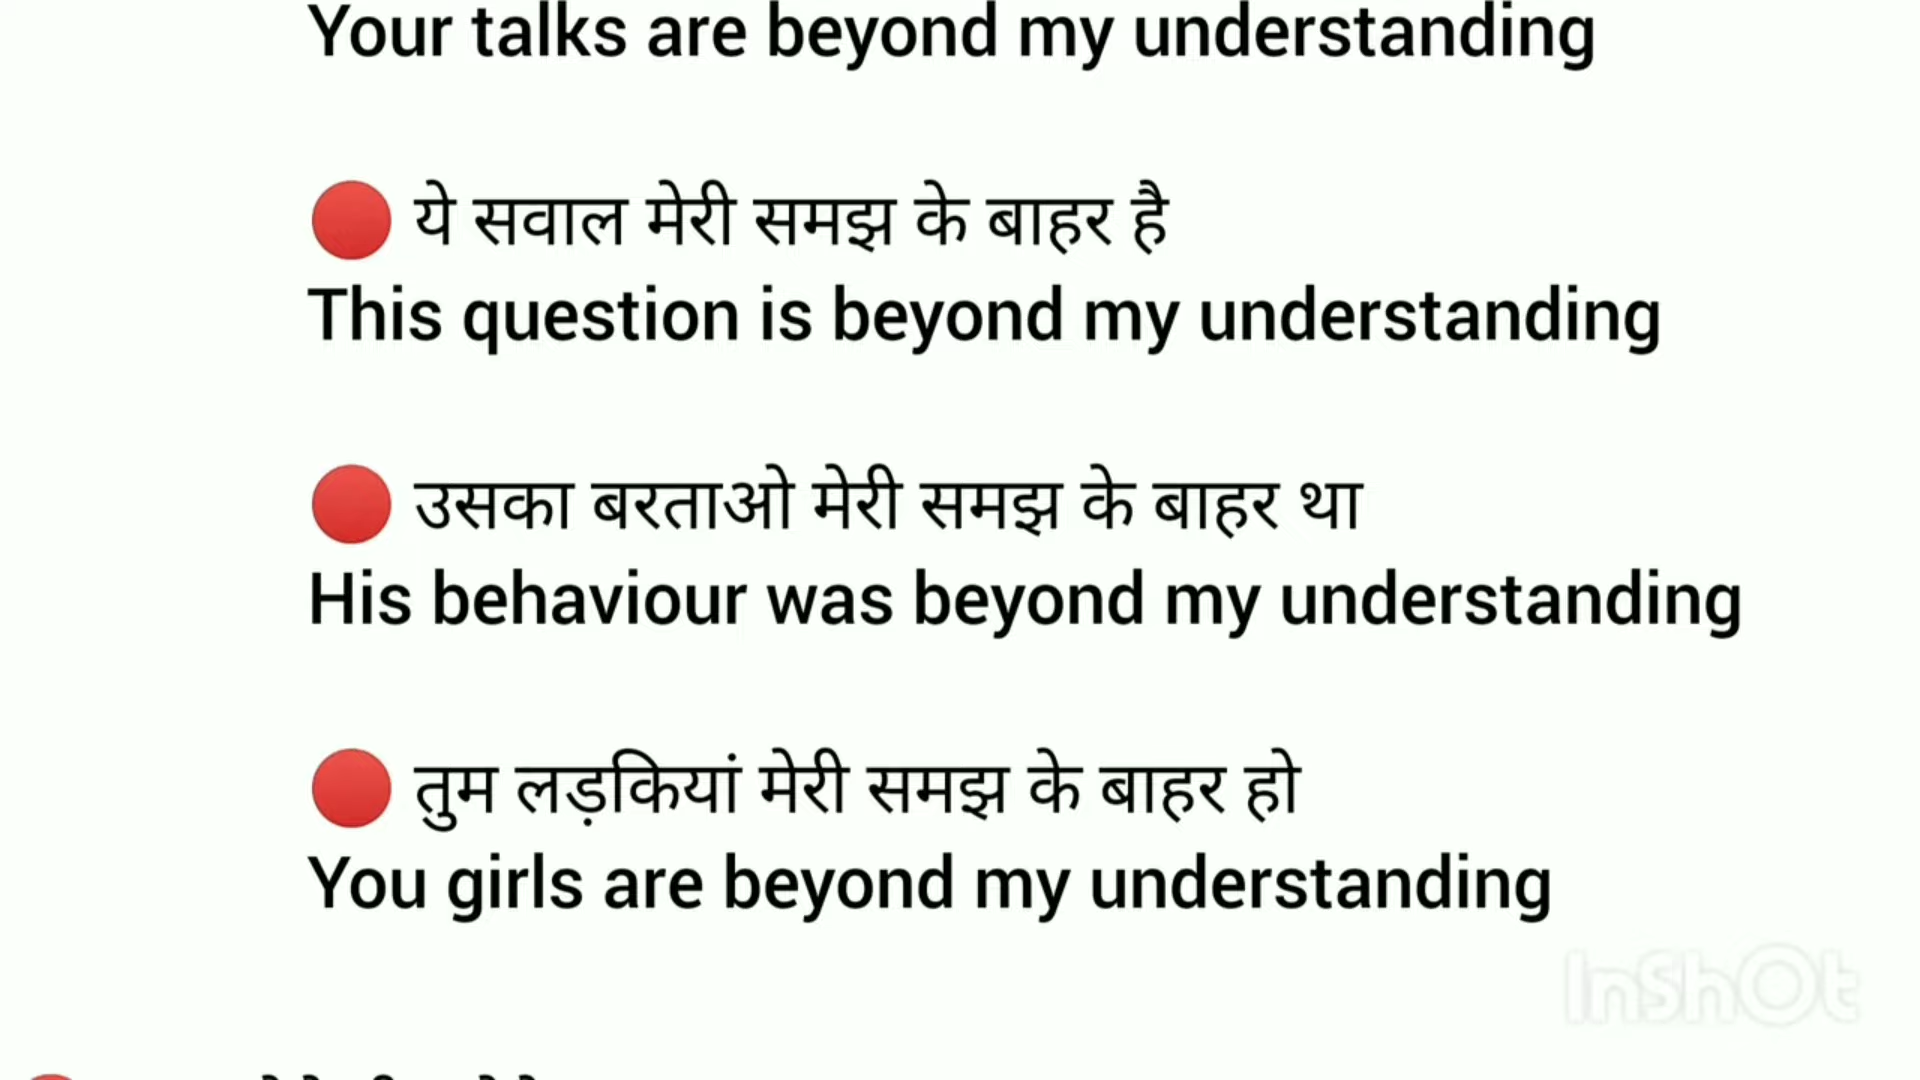 Your talks are beyond my understanding
🔴 ये सवाल मेरी समझ के बाहर है
This question is beyond my understanding
🔴 उसका बरताओ मेरी समझ के बाहर था
His behaviour was beyond my understanding
🔴 तुम लड़कियां मेरी समझ के बाहर हो
You girls are beyond my understanding
InShOt